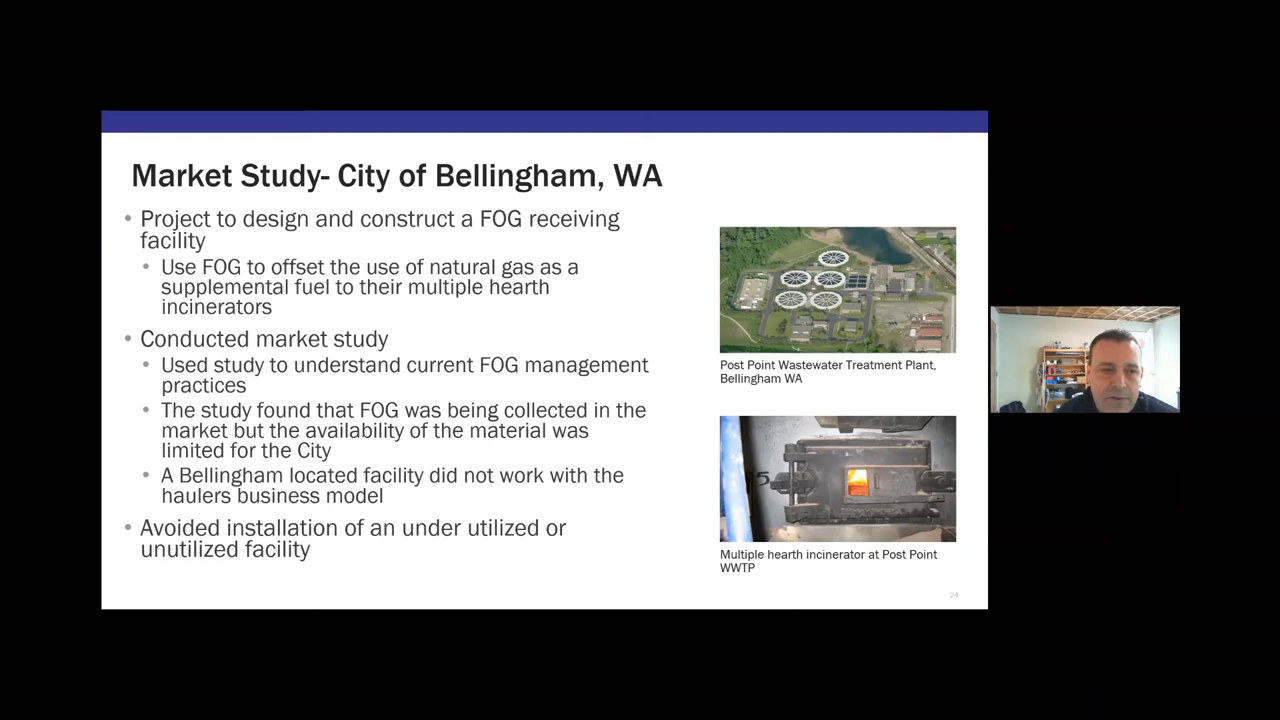 Market Study- City of Bellingham, WA
• Project to design and construct a FOG receiving
facility
• Use FOG to offset the use of natural gas as a
supplemental fuel to their multiple hearth
incinerators
• Conducted market study
• Used study to understand current FOG management
practices
• The study found that FOG was being collected in the
market but the availability of the material was
limited for the City
• A Bellingham located facility did not work with the
haulers business model
• Avoided installation of an under utilized or
unutilized facility
Post Point Wastewater Treatment Plant,
Bellingham WA
5
Multiple hearth incinerator at Post Point
WWTP
24